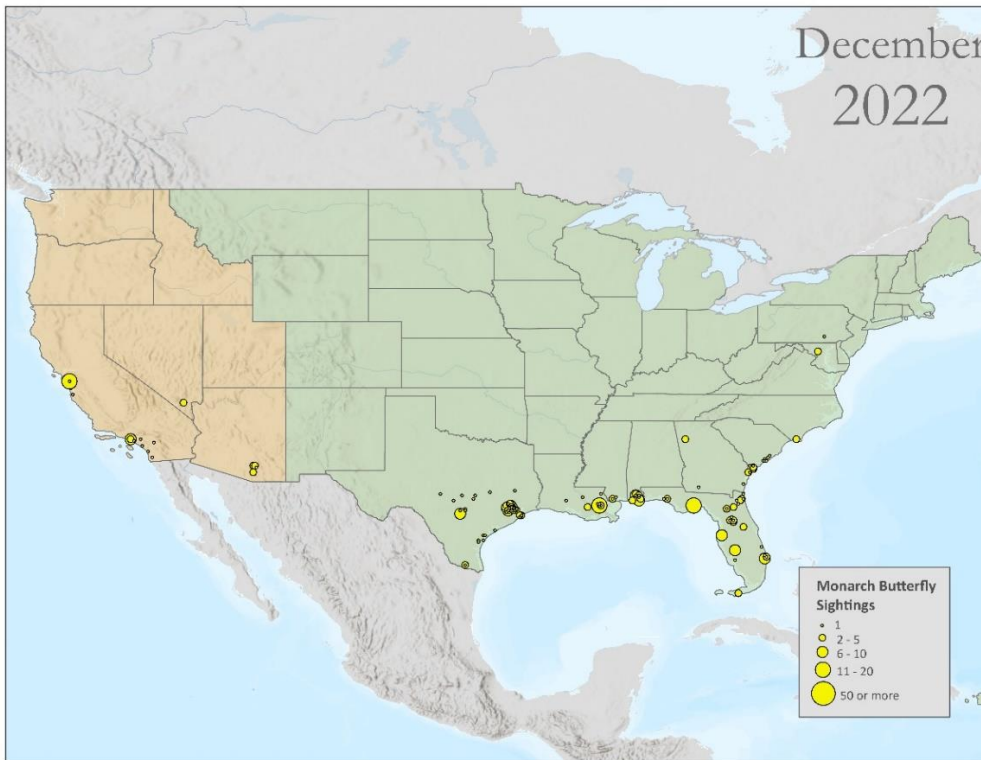 December
2022
Monarch Butterfly
Sightings
1
2 - 5
6 - 10
11 - 20
50 or more